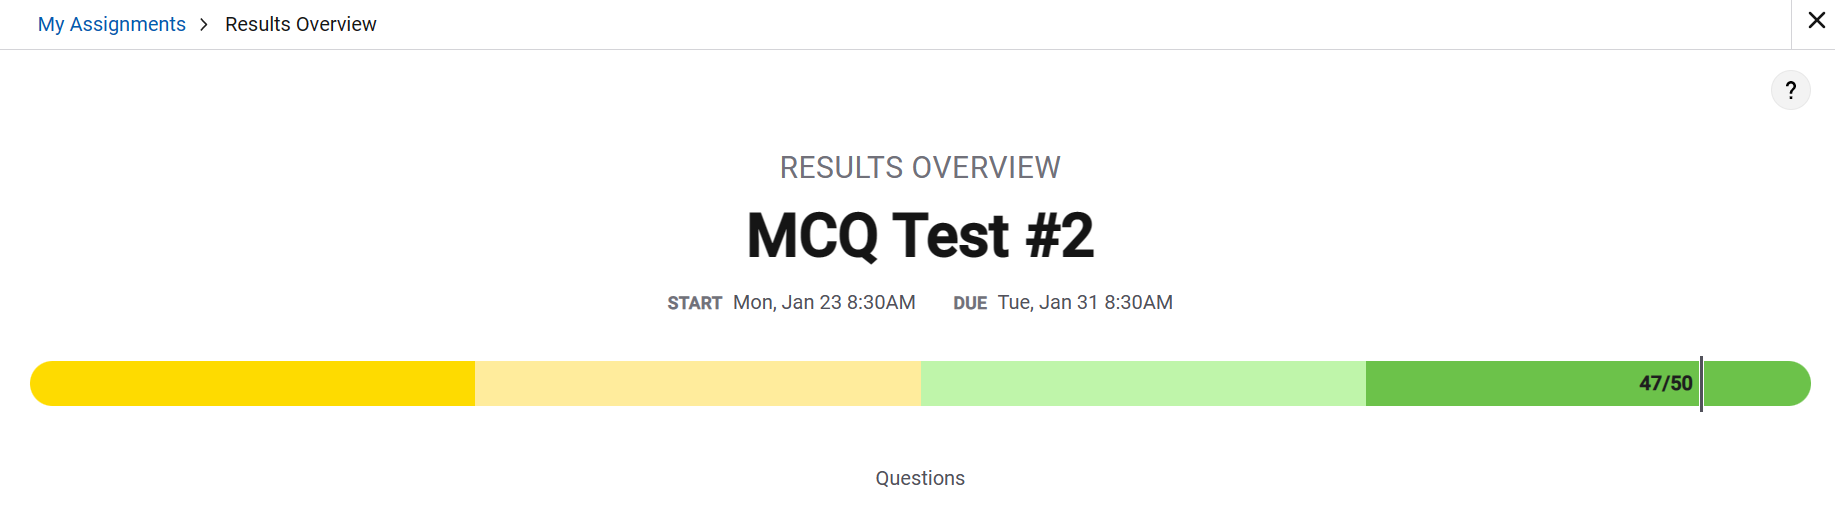 My Assignments > Results Overview
?
RESULTS OVERVIEW
MCQ Test #2
START Mon, Jan 23 8:30AM DUE Tue, Jan 31 8:30AM
47/50
Questions